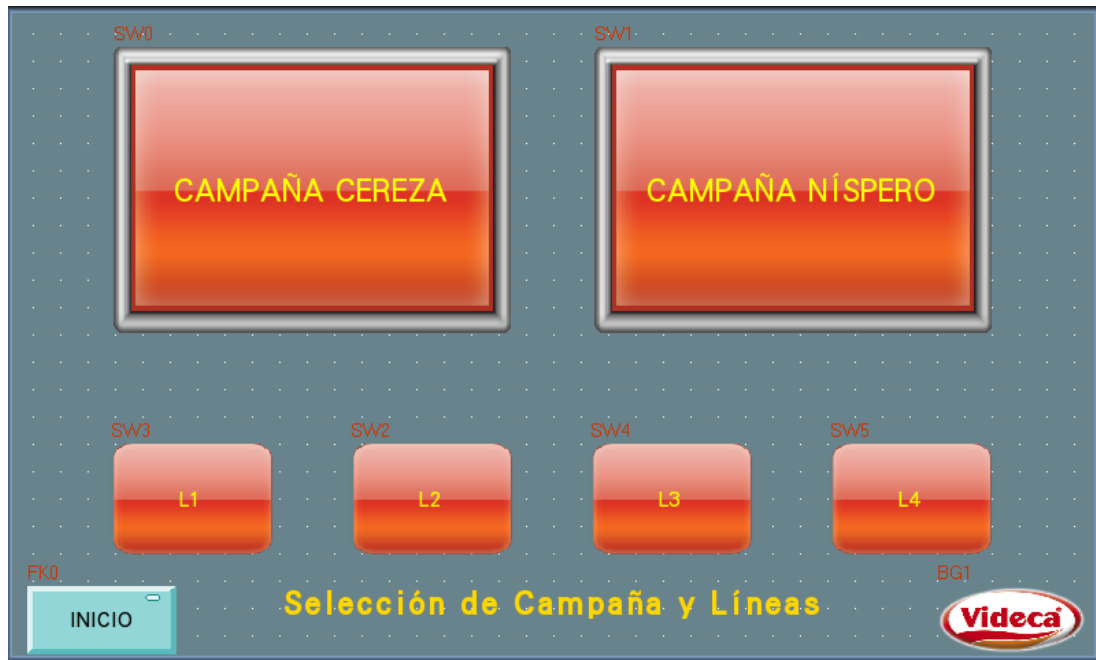 SW0
SW1
CAMPAÑA CEREZA
CAMPAÑA NÍSPERO
SW3
SW2
SW4
SW5
L1
L2
L3
L4
FK0
BG1
INICIO
Selección de Campaña y Líneas
Videca